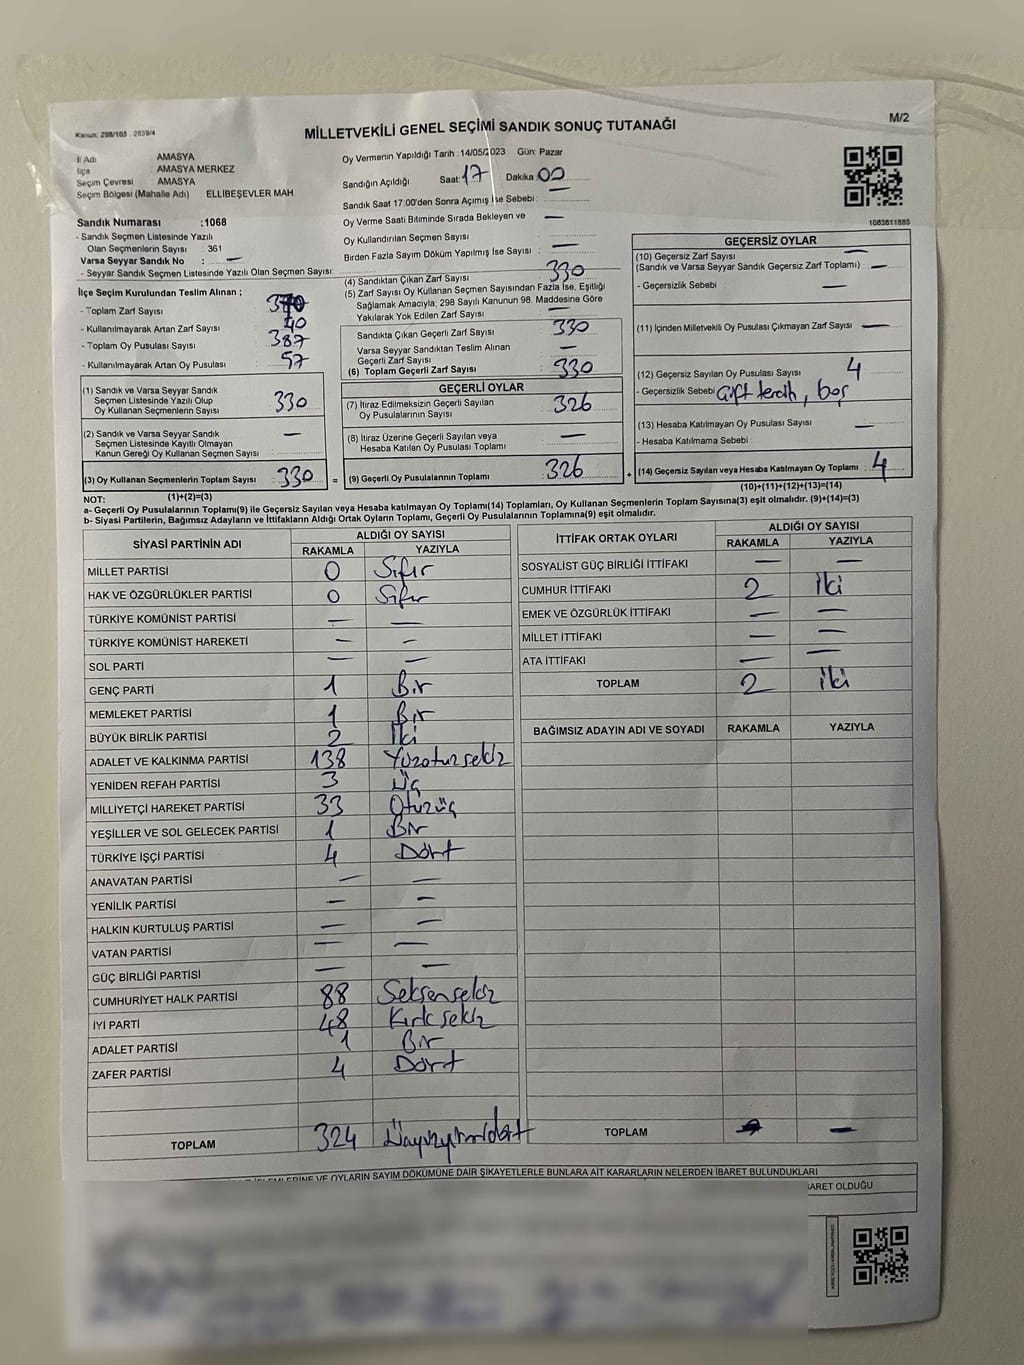 Kanun: 298/103 : 2839/4
M/2
MİLLETVEKİLİ GENEL SEÇİMİ SANDIK SONUÇ TUTANAĞI
İl Adı : AMASYA
İlçe : AMASYA MERKEZ
Seçim Çevresi : AMASYA
Seçim Bölgesi (Mahalle Adı) ELLİBEŞEVLER MAH.
Sandık Numarası :1068
- Sandık Seçmen Listesinde Yazılı
Olan Seçmenlerin Sayısı : 361
Varsa Seyyar Sandık No : —
- Seyyar Sandık Seçmen Listesinde Yazılı Olan Seçmen Sayısı:
İlçe Seçim Kurulundan Teslim Alınan ;
- Toplam Zarf Sayısı : 370
- Kullanılmayarak Artan Zarf Sayısı : 40
- Toplam Oy Pusulası Sayısı : 387
- Kullanılmayarak Artan Oy Pusulası : 57
(1) Sandık ve Varsa Seyyar Sandık
Seçmen Listesinde Yazılı Olup
Oy Kullanan Seçmenlerin Sayısı : 330
(2) Sandık ve Varsa Seyyar Sandık
Seçmen Listesinde Kayıtlı Olmayan
Kanun Gereği Oy Kullanan Seçmen Sayısı : —
(3) Oy Kullanan Seçmenlerin Toplam Sayısı : 330 =
Oy Vermenin Yapıldığı Tarih :14/05/2023 Gün: Pazar
Sandığın Açıldığı Saat: 17 Dakika: 00
Sandık Saat 17:00'den Sonra Açımış İse Sebebi : —
Oy Verme Saati Bitiminde Sırada Bekleyen ve
Oy Kullandırılan Seçmen Sayısı : —
Birden Fazla Sayım Döküm Yapılmış İse Sayısı : —
(4) Sandıktan Çıkan Zarf Sayısı : 330
(5) Zarf Sayısı Oy Kullanan Seçmen Sayısından Fazla İse, Eşitliği
Sağlamak Amacıyla; 298 Sayılı Kanunun 98. Maddesine Göre
Yakılarak Yok Edilen Zarf Sayısı : —
Sandıkta Çıkan Geçerli Zarf Sayısı : 330
Varsa Seyyar Sandıktan Teslim Alınan
Geçerli Zarf Sayısı : —
(6) Toplam Geçerli Zarf Sayısı : 330
GEÇERLİ OYLAR
(7) İtiraz Edilmeksizin Geçerli Sayılan
Oy Pusulalarının Sayısı : 326
(8) İtiraz Üzerine Geçerli Sayılan veya
Hesaba Katılan Oy Pusulası Toplamı : —
(9) Geçerli Oy Pusulalarının Toplamı : 326 +
1083811885
GEÇERSİZ OYLAR
(10) Geçersiz Zarf Sayısı : —
(Sandık ve Varsa Seyyar Sandık Geçersiz Zarf Toplamı) : —
- Geçersizlik Sebebi : —
(11) İçinden Milletvekili Oy Pusulası Çıkmayan Zarf Sayısı : —
(12) Geçersiz Sayılan Oy Pusulası Sayısı : 4
- Geçersizlik Sebebi : Çift tercih, boş
(13) Hesaba Katılmayan Oy Pusulası Sayısı : —
- Hesaba Katılmama Sebebi :
(14) Geçersiz Sayılan veya Hesaba Katılmayan Oy Toplamı : 4
NOT: (1)+(2)=(3) (10)+(11)+(12)+(13)=(14)
a- Geçerli Oy Pusulalarının Toplamı(9) ile Geçersiz Sayılan veya Hesaba katılmayan Oy Toplamı(14) Toplamları, Oy Kullanan Seçmenlerin Toplam Sayısına(3) eşit olmalıdır. (9)+(14)=(3)
b- Siyasi Partilerin, Bağımsız Adayların ve İttifakların Aldığı Ortak Oyların Toplamı, Geçerli Oy Pusulalarının Toplamına(9) eşit olmalıdır.
SİYASİ PARTİNİN ADI ALDIĞI OY SAYISI
RAKAMLA YAZIYLA
MİLLET PARTİSİ 0 Sıfır
HAK VE ÖZGÜRLÜKLER PARTİSİ 0 Sıfır
TÜRKİYE KOMÜNİST PARTİSİ — —
TÜRKİYE KOMÜNİST HAREKETİ — —
SOL PARTİ — —
GENÇ PARTİ 1 Bir
MEMLEKET PARTİSİ 1 Bir
BÜYÜK BİRLİK PARTİSİ 2 İki
ADALET VE KALKINMA PARTİSİ 138 Yüzotuzsekiz
YENİDEN REFAH PARTİSİ 3 Üç
MİLLİYETÇİ HAREKET PARTİSİ 33 Otuzüç
YEŞİLLER VE SOL GELECEK PARTİSİ 1 Bir
TÜRKİYE İŞÇİ PARTİSİ 4 Dört
ANAVATAN PARTİSİ — —
YENİLİK PARTİSİ — —
HALKIN KURTULUŞ PARTİSİ — —
VATAN PARTİSİ — —
GÜÇ BİRLİĞİ PARTİSİ — —
CUMHURİYET HALK PARTİSİ 88 Seksensekiz
İYİ PARTİ 48 Kırksekiz
ADALET PARTİSİ 1 Bir
ZAFER PARTİSİ 4 Dört
TOPLAM 324 Üçyüzyirmidört
İTTİFAK ORTAK OYLARI ALDIĞI OY SAYISI
RAKAMLA YAZIYLA
SOSYALİST GÜÇ BİRLİĞİ İTTİFAKI — —
CUMHUR İTTİFAKI 2 İki
EMEK VE ÖZGÜRLÜK İTTİFAKI — —
MİLLET İTTİFAKI — —
ATA İTTİFAKI — —
TOPLAM 2 İki
BAĞIMSIZ ADAYIN ADI VE SOYADI RAKAMLA YAZIYLA
TOPLAM — —
İŞLEMLERİNE VE OYLARIN SAYIM DÖKÜMÜNE DAİR ŞİKAYETLERLE BUNLARA AİT KARARLARIN NELERDEN İBARET BULUNDUKLARI
İBARET OLDUĞU